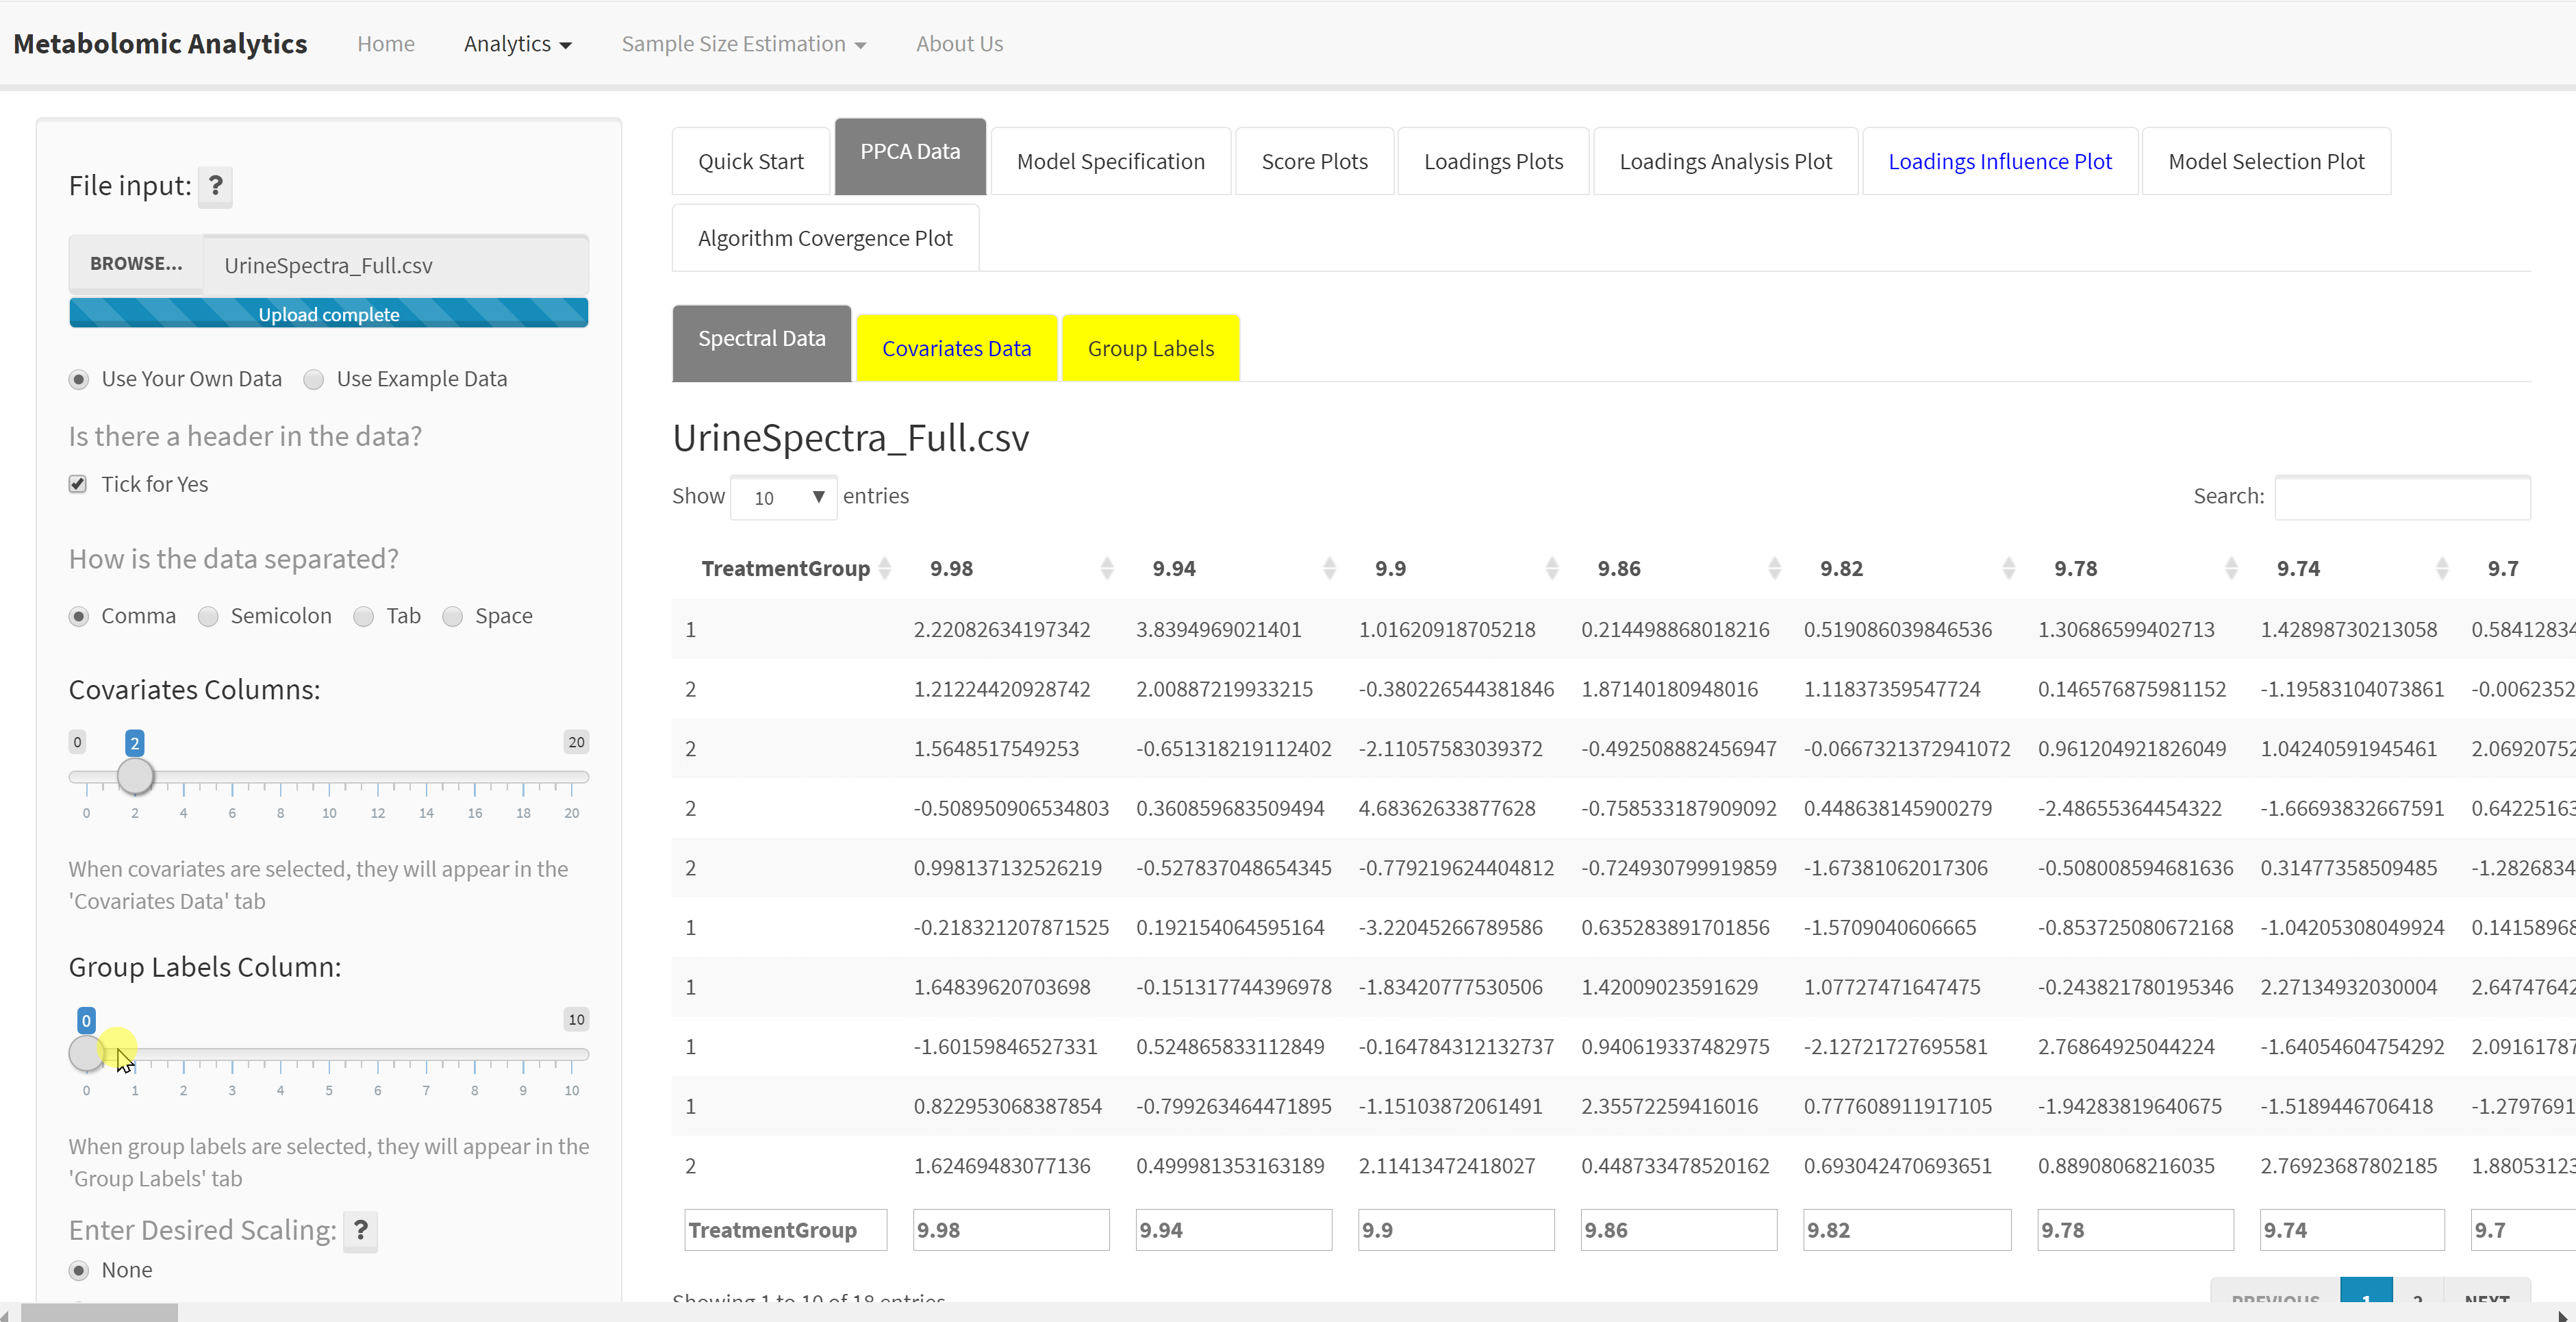 Metabolomic Analytics Home Analytics Sample Size Estimation About Us
File input: ?
BROWSE... UrineSpectra_Full.csv
Upload complete
Use Your Own Data Use Example Data
Is there a header in the data?
Tick for Yes
How is the data separated?
Comma Semicolon Tab Space
Covariates Columns:
0 2 20
0 2 4 6 8 10 12 14 16 18 20
When covariates are selected, they will appear in the
'Covariates Data' tab
Group Labels Column:
0 10
0 1 2 3 4 5 6 7 8 9 10
When group labels are selected, they will appear in the
'Group Labels' tab
Enter Desired Scaling: ?
None
Quick Start PPCA Data Model Specification Score Plots Loadings Plots Loadings Analysis Plot Loadings Influence Plot Model Selection Plot
Algorithm Covergence Plot
Spectral Data Covariates Data Group Labels
UrineSpectra_Full.csv
Show 10 entries Search:
TreatmentGroup 9.98 9.94 9.9 9.86 9.82 9.78 9.74 9.7
1 2.22082634197342 3.8394969021401 1.01620918705218 0.214498868018216 0.519086039846536 1.30686599402713 1.42898730213058 0.58412834
2 1.21224420928742 2.00887219933215 -0.380226544381846 1.87140180948016 1.11837359547724 0.146576875981152 -1.19583104073861 -0.0062352
2 1.5648517549253 -0.651318219112402 -2.11057583039372 -0.492508882456947 -0.0667321372941072 0.961204921826049 1.04240591945461 2.06920752
2 -0.508950906534803 0.360859683509494 4.68362633877628 -0.758533187909092 0.448638145900279 -2.48655364454322 -1.66693832667591 0.64225163
2 0.998137132526219 -0.527837048654345 -0.779219624404812 -0.724930799919859 -1.67381062017306 -0.508008594681636 0.31477358509485 -1.2826834
1 -0.218321207871525 0.192154064595164 -3.22045266789586 0.635283891701856 -1.5709040606665 -0.853725080672168 -1.04205308049924 0.14158968
1 1.64839620703698 -0.151317744396978 -1.83420777530506 1.42009023591629 1.07727471647475 -0.243821780195346 2.27134932030004 2.64747642
1 -1.60159846527331 0.524865833112849 -0.164784312132737 0.940619337482975 -2.12721727695581 2.76864925044224 -1.64054604754292 2.09161787
1 0.822953068387854 -0.799263464471895 -1.15103872061491 2.35572259416016 0.777608911917105 -1.94283819640675 -1.5189446706418 -1.2797691
2 1.62469483077136 0.499981353163189 2.11413472418027 0.448733478520162 0.693042470693651 0.88908068216035 2.76923687802185 1.88053123
TreatmentGroup 9.98 9.94 9.9 9.86 9.82 9.78 9.74 9.7
Showing 1 to 10 of 18 entries PREVIOUS 1 2 NEXT